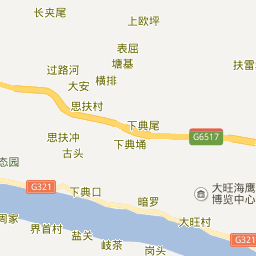 长夹尾
上欧坪
表屈
塘基
过路河
横排
扶雷
大安
思扶村
下典尾
G6517
思扶冲
下典埇
古头
态园
G321
下典口
大旺海鹰
博览中心
暗罗
大旺村
周家
界首村
盐关
G321
岐茶
岗头